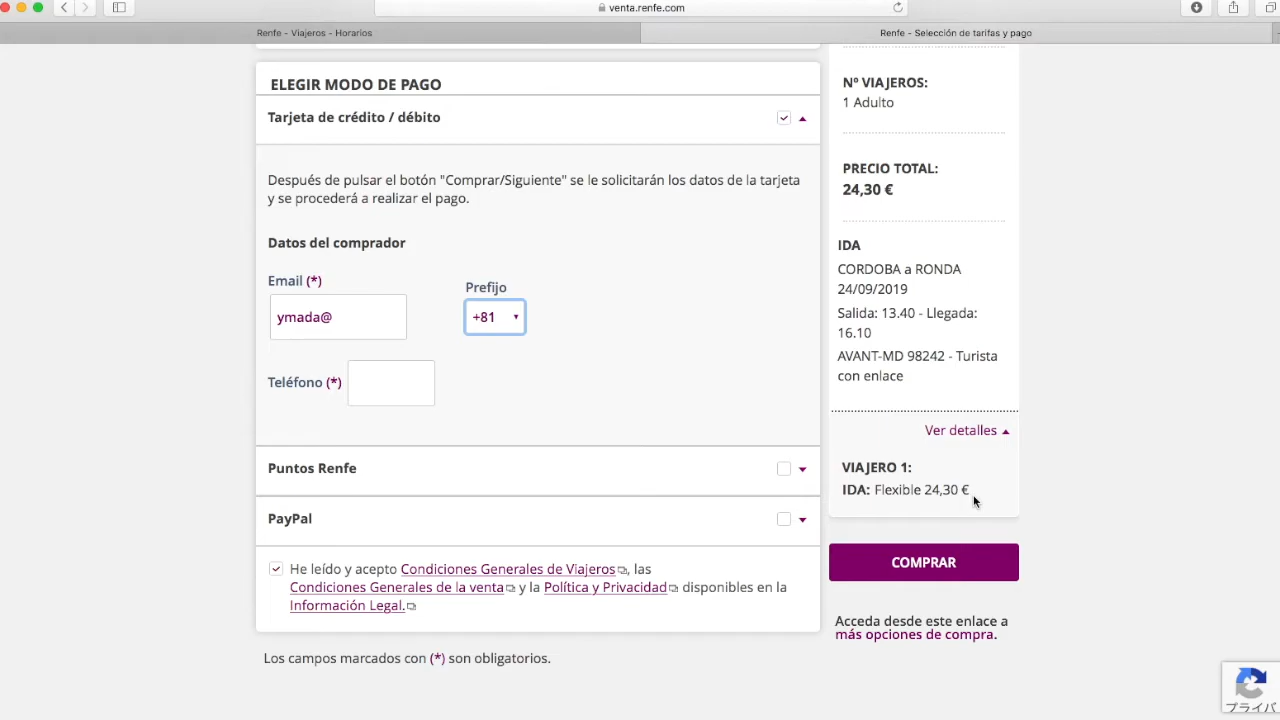 venta.renfe.com
Renfe - Viajeros - Horarios
Renfe - Selección de tarifas y pago
ELEGIR MODO DE PAGO
Tarjeta de crédito / débito
Después de pulsar el botón "Comprar/Siguiente" se le solicitarán los datos de la tarjeta
y se procederá a realizar el pago.
Datos del comprador
Email (*)
Prefijo
ymada@
+81
Teléfono (*)
Puntos Renfe
PayPal
He leído y acepto Condiciones Generales de Viajeros, las
Condiciones Generales de la venta y la Política y Privacidad disponibles en la
Información Legal.
Los campos marcados con (*) son obligatorios.
Nº VIAJEROS:
1 Adulto
PRECIO TOTAL:
24,30 €
IDA
CORDOBA a RONDA
24/09/2019
Salida: 13.40 - Llegada:
16.10
AVANT-MD 98242 - Turista
con enlace
Ver detalles
VIAJERO 1:
IDA: Flexible 24,30 €
COMPRAR
Acceda desde este enlace a
más opciones de compra.
プライバ